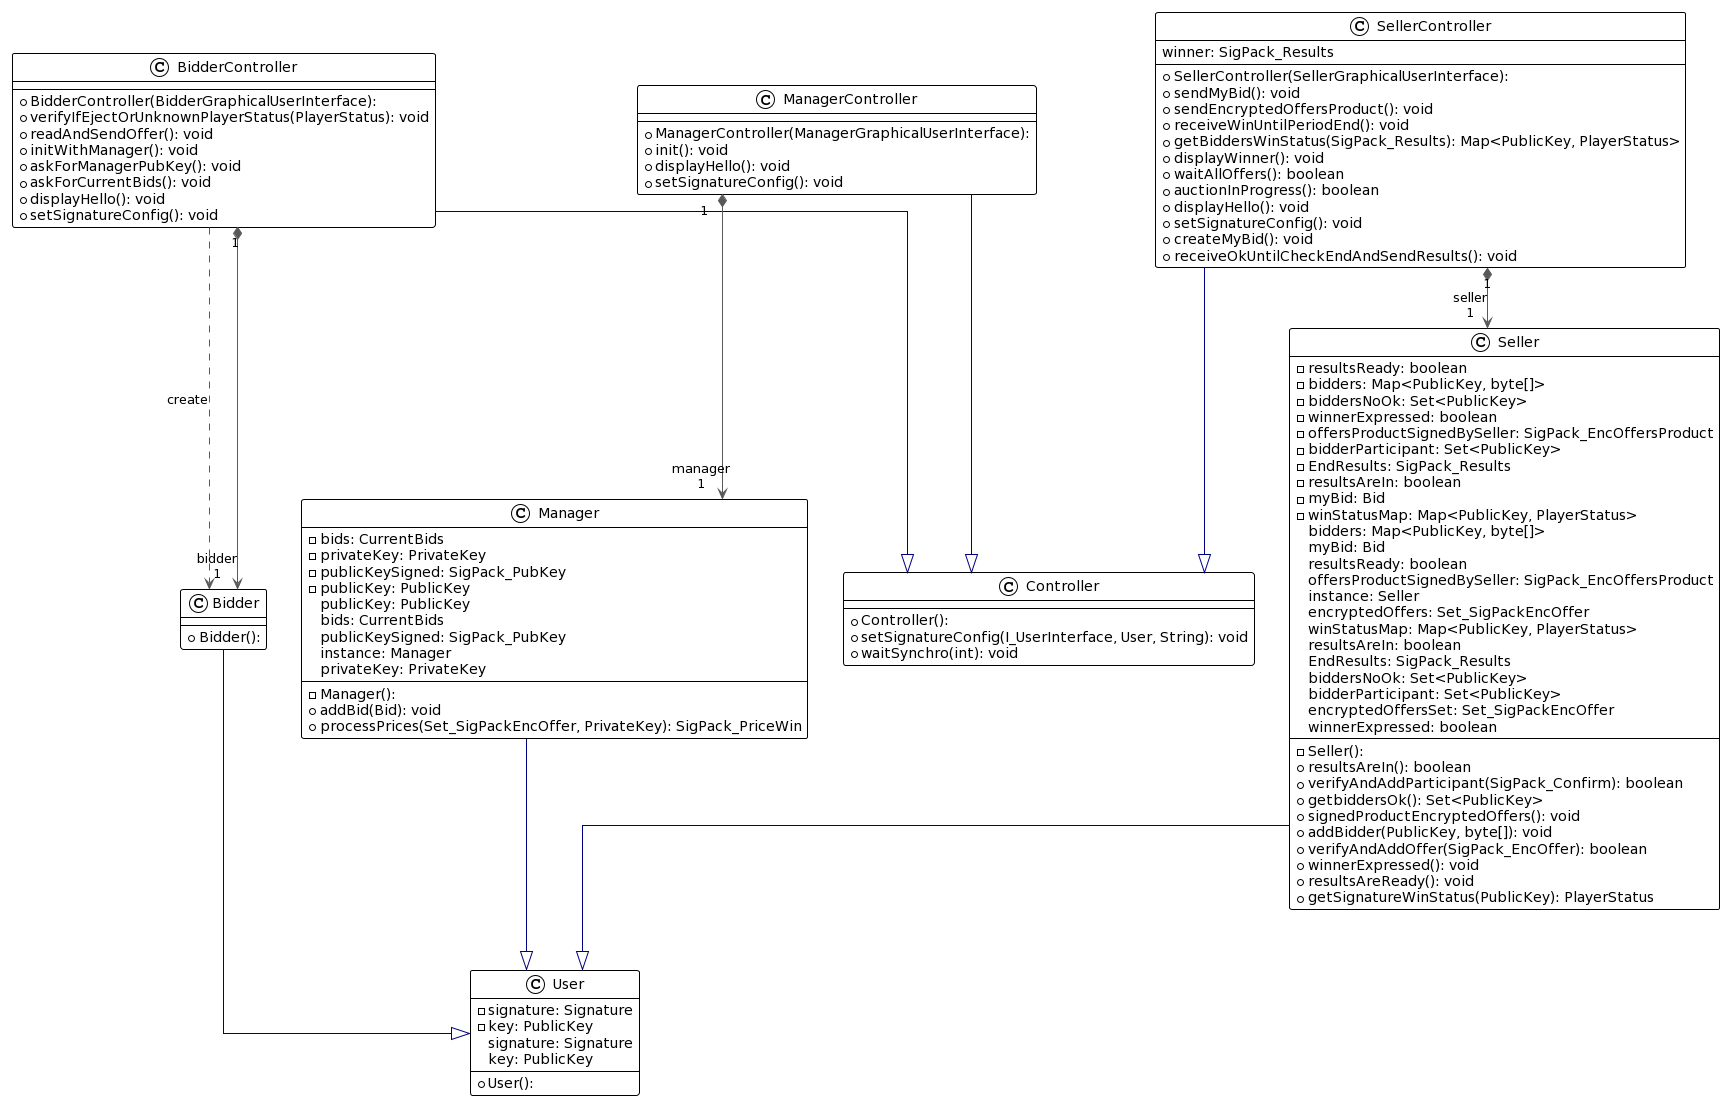 BidderController
BidderController(BidderGraphicalUserInterface):
verifyIfEjectOrUnknownPlayerStatus(PlayerStatus): void
readAndSendOffer(): void
initWithManager(): void
askForManagerPubKey(): void
askForCurrentBids(): void
displayHello(): void
setSignatureConfig(): void
ManagerController
ManagerController(ManagerGraphicalUserInterface):
init(): void
displayHello(): void
setSignatureConfig(): void
SellerController
winner: SigPack_Results
SellerController(SellerGraphicalUserInterface):
sendMyBid(): void
sendEncryptedOffersProduct(): void
receiveWinUntilPeriodEnd(): void
getBiddersWinStatus(SigPack_Results): Map<PublicKey, PlayerStatus>
displayWinner(): void
waitAllOffers(): boolean
auctionInProgress(): boolean
displayHello(): void
setSignatureConfig(): void
createMyBid(): void
receiveOkUntilCheckEndAndSendResults(): void
1
1
1
seller
1
create
manager
1
bidder
1
Seller
resultsReady: boolean
bidders: Map<PublicKey, byte[]>
biddersNoOk: Set<PublicKey>
winnerExpressed: boolean
offersProductSignedBySeller: SigPack_EncOffersProduct
bidderParticipant: Set<PublicKey>
EndResults: SigPack_Results
resultsAreIn: boolean
myBid: Bid
winStatusMap: Map<PublicKey, PlayerStatus>
bidders: Map<PublicKey, byte[]>
myBid: Bid
resultsReady: boolean
offersProductSignedBySeller: SigPack_EncOffersProduct
instance: Seller
encryptedOffers: Set_SigPackEncOffer
winStatusMap: Map<PublicKey, PlayerStatus>
resultsAreIn: boolean
EndResults: SigPack_Results
biddersNoOk: Set<PublicKey>
bidderParticipant: Set<PublicKey>
encryptedOffersSet: Set_SigPackEncOffer
winnerExpressed: boolean
Seller():
resultsAreIn(): boolean
verifyAndAddParticipant(SigPack_Confirm): boolean
getbiddersOk(): Set<PublicKey>
signedProductEncryptedOffers(): void
addBidder(PublicKey, byte[]): void
verifyAndAddOffer(SigPack_EncOffer): boolean
winnerExpressed(): void
resultsAreReady(): void
getSignatureWinStatus(PublicKey): PlayerStatus
Manager
bids: CurrentBids
privateKey: PrivateKey
publicKeySigned: SigPack_PubKey
publicKey: PublicKey
publicKey: PublicKey
bids: CurrentBids
publicKeySigned: SigPack_PubKey
instance: Manager
privateKey: PrivateKey
Manager():
addBid(Bid): void
processPrices(Set_SigPackEncOffer, PrivateKey): SigPack_PriceWin
Bidder
Bidder():
Controller
Controller():
setSignatureConfig(I_UserInterface, User, String): void
waitSynchro(int): void
User
signature: Signature
key: PublicKey
signature: Signature
key: PublicKey
User():